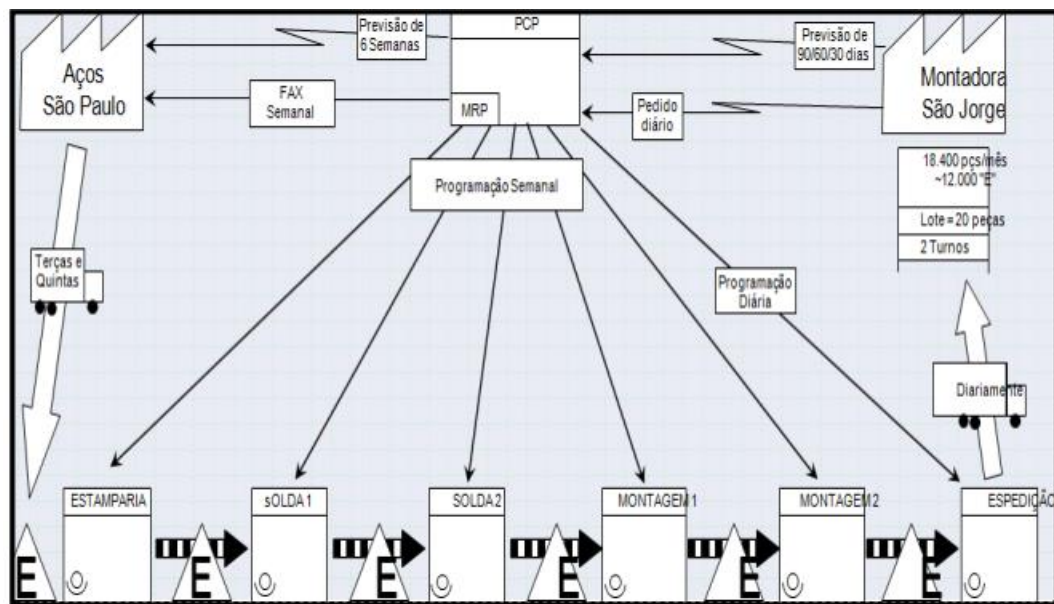 Aços
São Paulo
Previsão de
6 Semanas
FAX
Semanal
PCP
MRP
Previsão de
90/60/30 dias
Pedido
diário
Montadora
São Jorge
18.400 pçs/mês
~12.000 "E"
Lote = 20 peças
2 Turnos
Programação Semanal
Terças e
Quintas
Programação
Diária
Diariamente
ESTAMPARIA
sOLDA 1
SOLDA 2
MONTAGEM 1
MONTAGEM 2
ESPEDIÇÃO
E
E
E
E
E
E